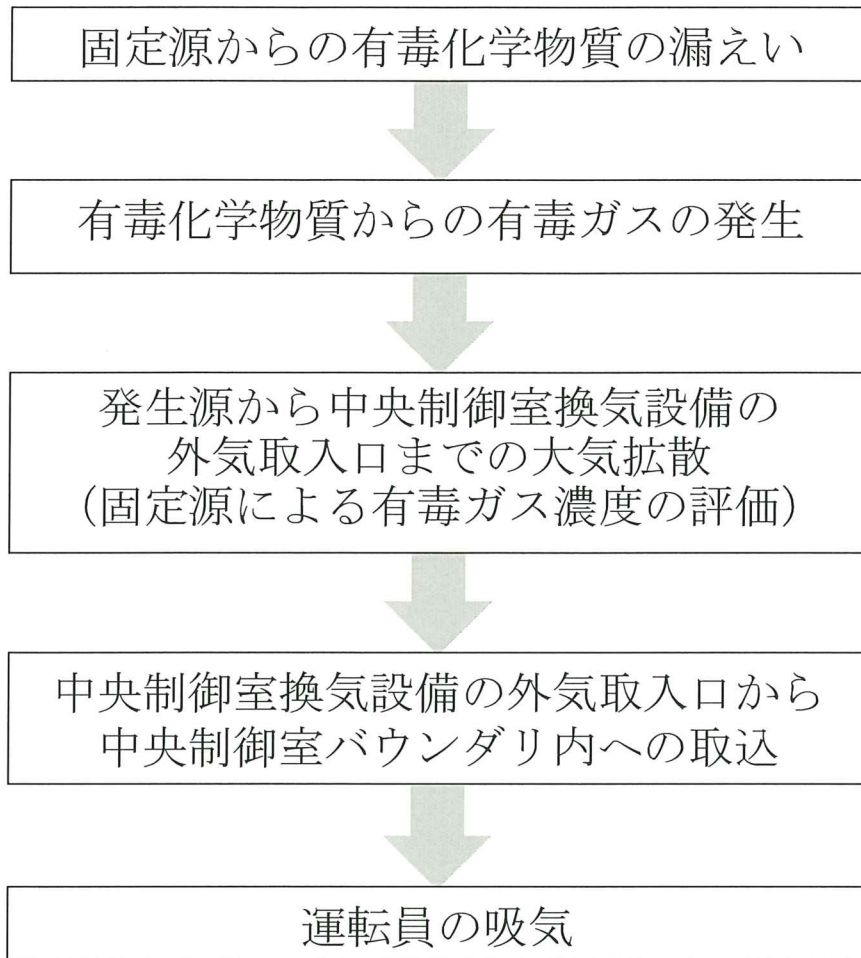 固定源からの有毒化学物質の漏えい
有毒化学物質からの有毒ガスの発生
発生源から中央制御室換気設備の
外気取入口までの大気拡散
(固定源による有毒ガス濃度の評価)
中央制御室換気設備の外気取入口から
中央制御室バウンダリ内への取込
運転員の吸気